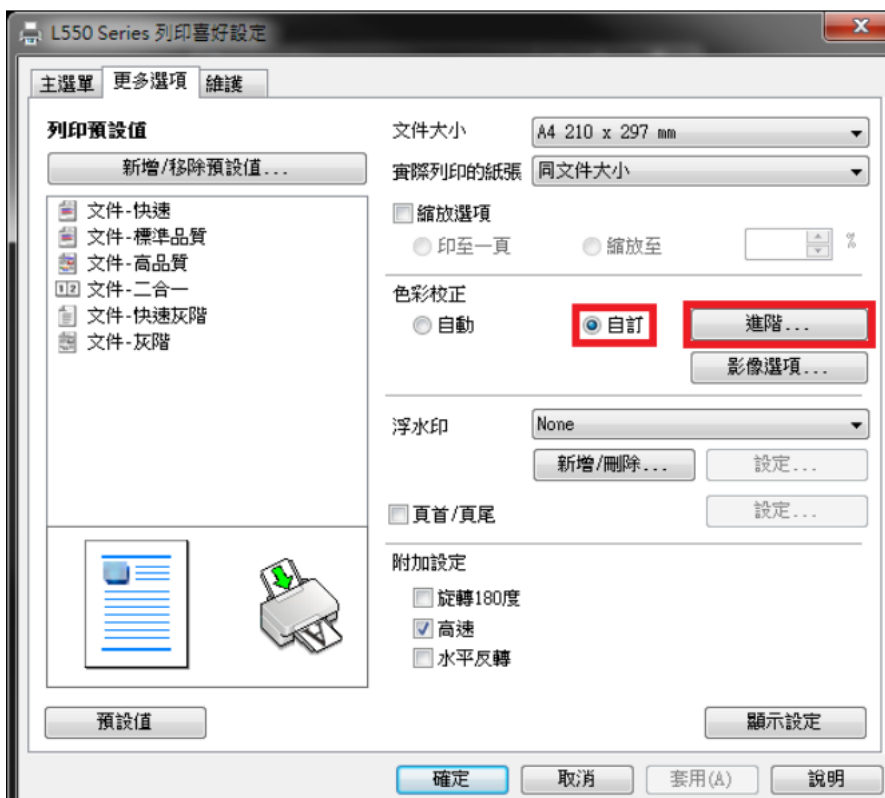 L550 Series 列印喜好設定
主選單 更多選項 維護
列印預設值
新增/移除預設值...
文件-快速
文件-標準品質
文件-高品質
12 文件-二合一
文件-快速灰階
文件-灰階
預設值
文件大小 A4 210 x 297 mm
實際列印的紙張 同文件大小
縮放選項
印至一頁 縮放至 %
色彩校正
自動 自訂 進階...
影像選項...
浮水印 None
新增/刪除... 設定...
頁首/頁尾 設定...
附加設定
旋轉180度
高速
水平反轉
顯示設定
確定 取消 套用(A) 說明